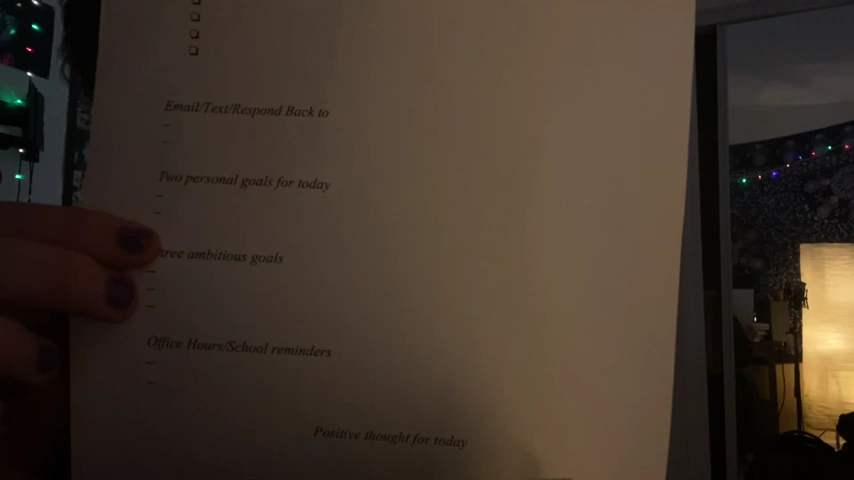 Email/Text/Respond Back to
–
–
Two personal goals for today
–
–
hree ambitious goals
–
–
–
Office Hours/School reminders
–
–
Positive thought for today